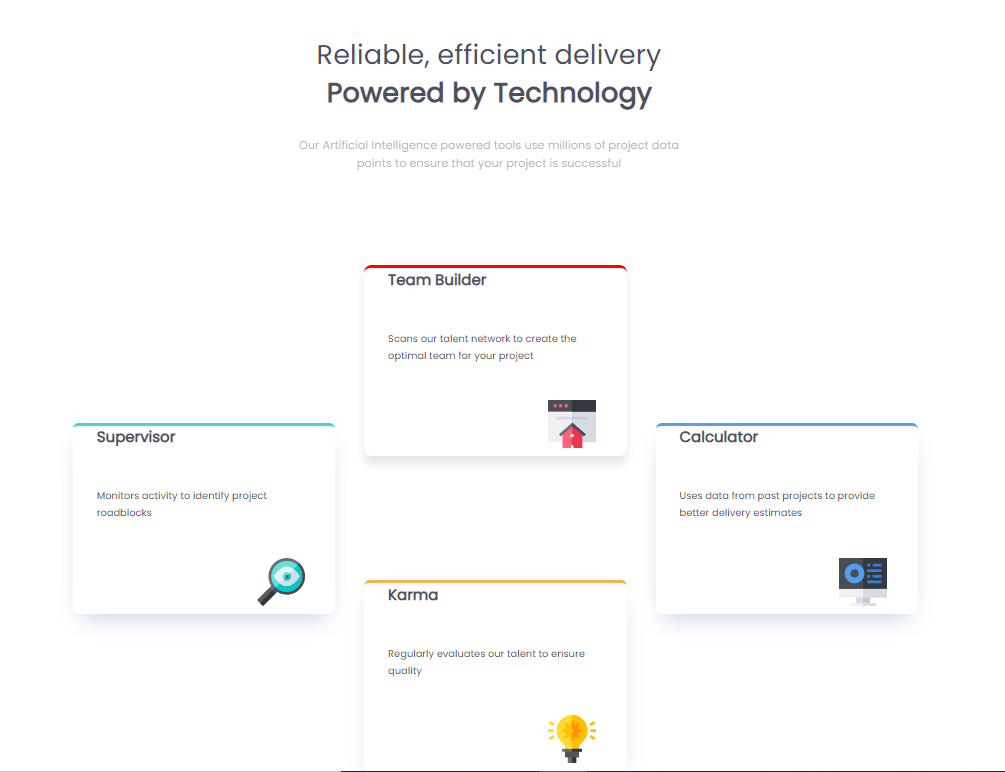 Reliable, efficient delivery
Powered by Technology
Our Artificial Intelligence powered tools use millions of project data
points to ensure that your project is successful
Team Builder
Scans our talent network to create the
optimal team for your project
Supervisor
Monitors activity to identify project
roadblocks
Calculator
Uses data from past projects to provide
better delivery estimates
Karma
Regularly evaluates our talent to ensure
quality